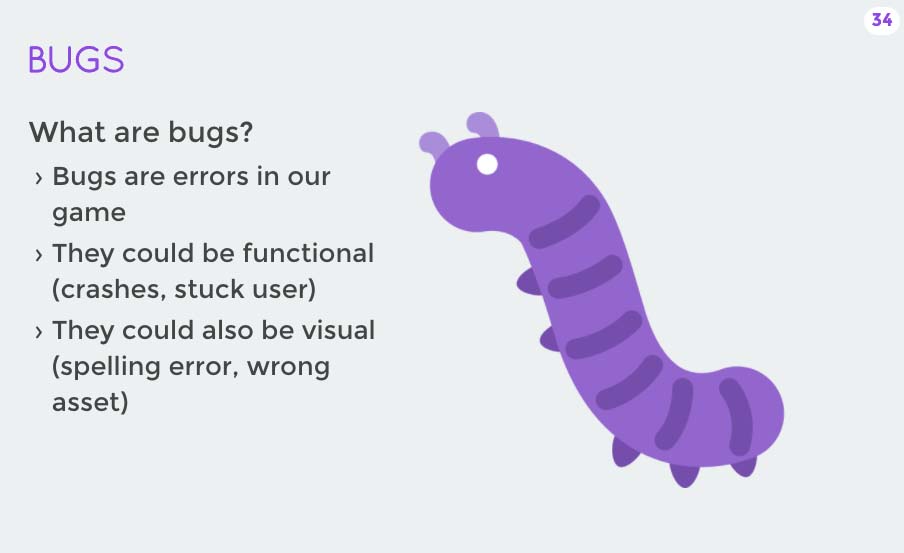 34
BUGS
What are bugs?
› Bugs are errors in our
game
› They could be functional
(crashes, stuck user)
› They could also be visual
(spelling error, wrong
asset)